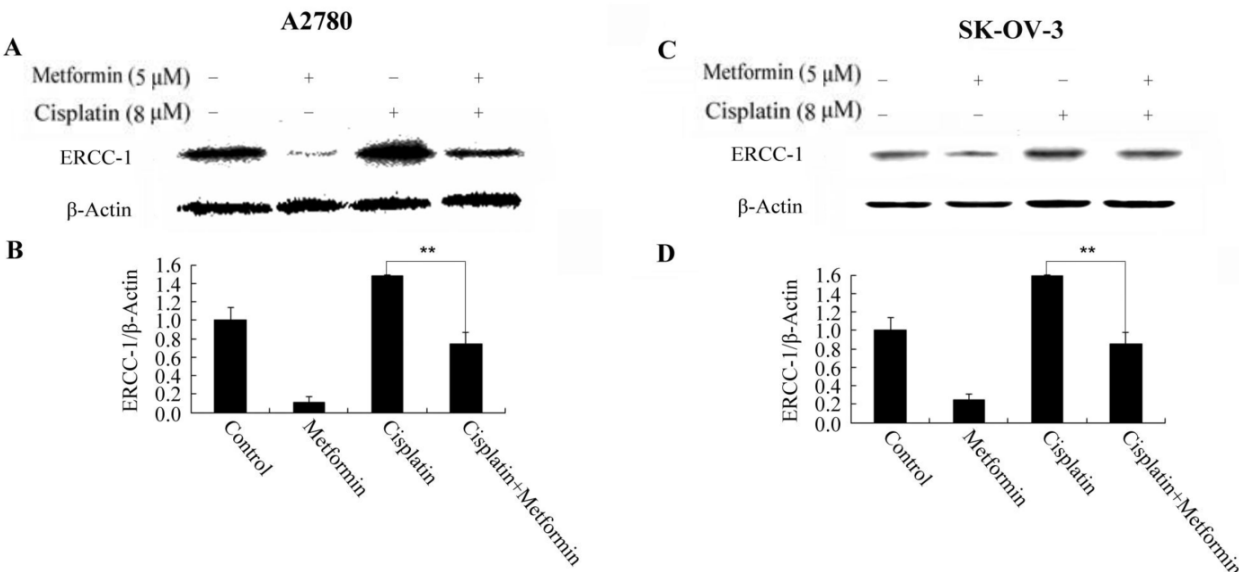 A2780
A
Metformin (5 μM) − + − +
Cisplatin (8 μM) − − + +
ERCC-1
β-Actin
B
ERCC-1/β-Actin
1.6
1.4
1.2
1.0
0.8
0.6
0.4
0.2
0.0
**
Control
Metformin
Cisplatin
Cisplatin+Metformin
SK-OV-3
C
Metformin (5 μM) − + − +
Cisplatin (8 μM) − − + +
ERCC-1
β-Actin
D
ERCC-1/β-Actin
1.6
1.4
1.2
1.0
0.8
0.6
0.4
0.2
0.0
**
Control
Metformin
Cisplatin
Cisplatin+Metformin